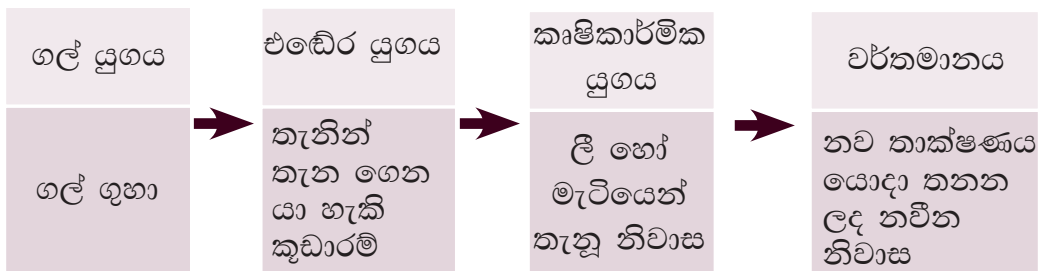 ගල් යුගය
ගල් ගුහා
එඬේර යුගය
තැනින්
තැන ගෙන
යා හැකි
කූඩාරම්
කෘෂිකාර්මික
යුගය
ලී හෝ
මැටියෙන්
තැනූ නිවාස
වර්තමානය
නව තාක්ෂණය
යොදා තනන
ලද නවීන
නිවාස